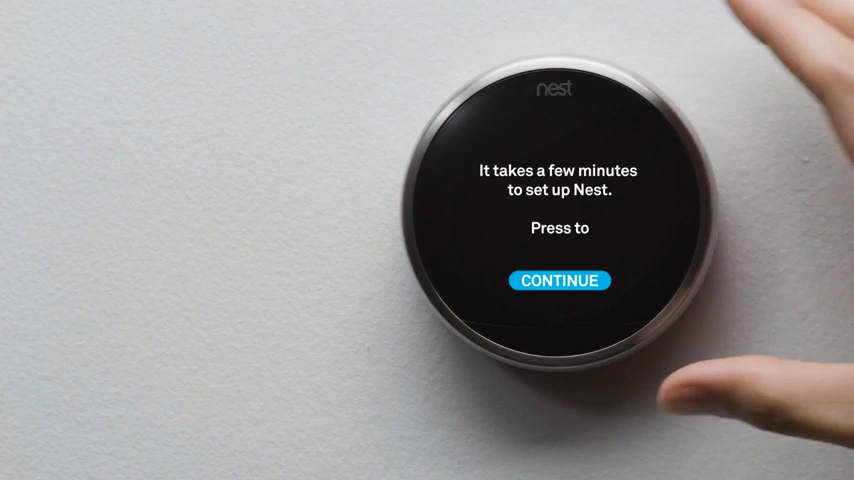 nest
It takes a few minutes
to set up Nest.
Press to
CONTINUE